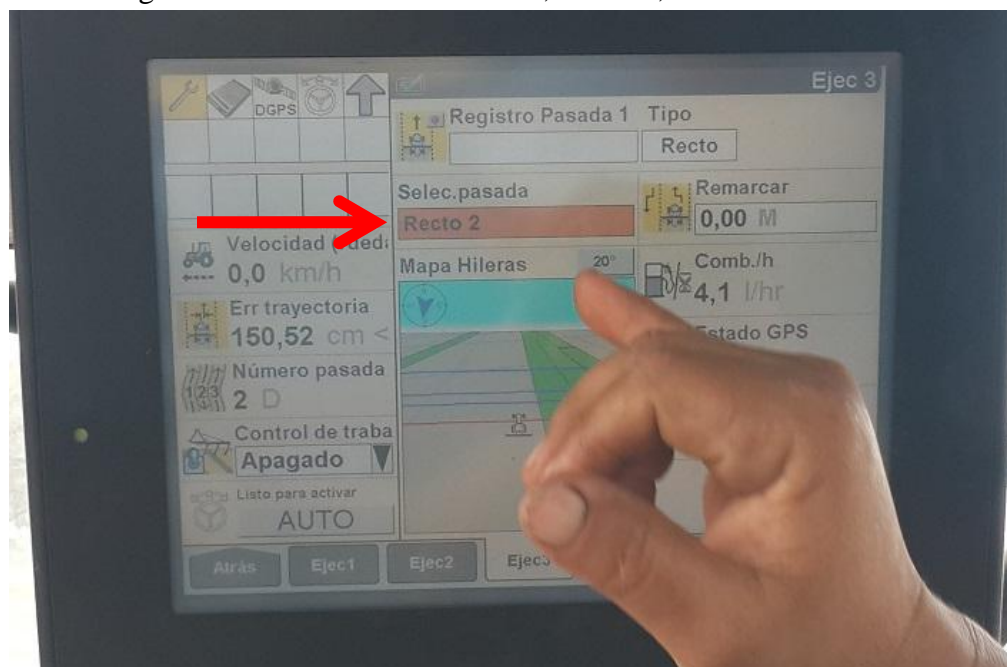 Ejec 3
DGPS
Registro Pasada 1
Tipo
Recto
Selec.pasada
Recto 2
Remarcar
0,00 M
Velocidad
0,0 km/h
Mapa Hileras
20°
Comb./h
4,1 l/hr
Err trayectoria
150,52 cm <
Estado GPS
Número pasada
123
2 D
Control de traba
Apagado
Listo para activar
AUTO
Atrás
Ejec1
Ejec2